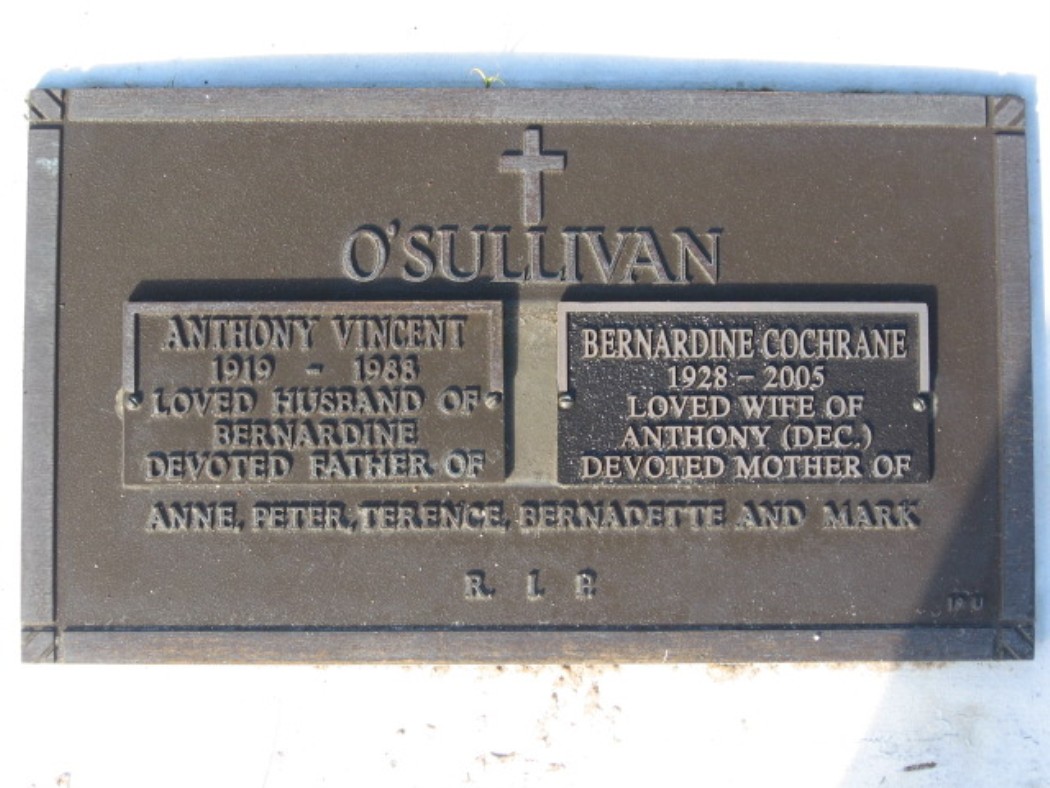 O'SULLIVAN
ANTHONY VINCENT
1919 - 1988
LOVED HUSBAND OF
BERNARDINE
DEVOTED FATHER OF
BERNARDINE COCHRANE
1928 - 2005
LOVED WIFE OF
ANTHONY (DEC.)
DEVOTED MOTHER OF
ANNE, PETER, TERENCE, BERNADETTE AND MARK
R. I. P.